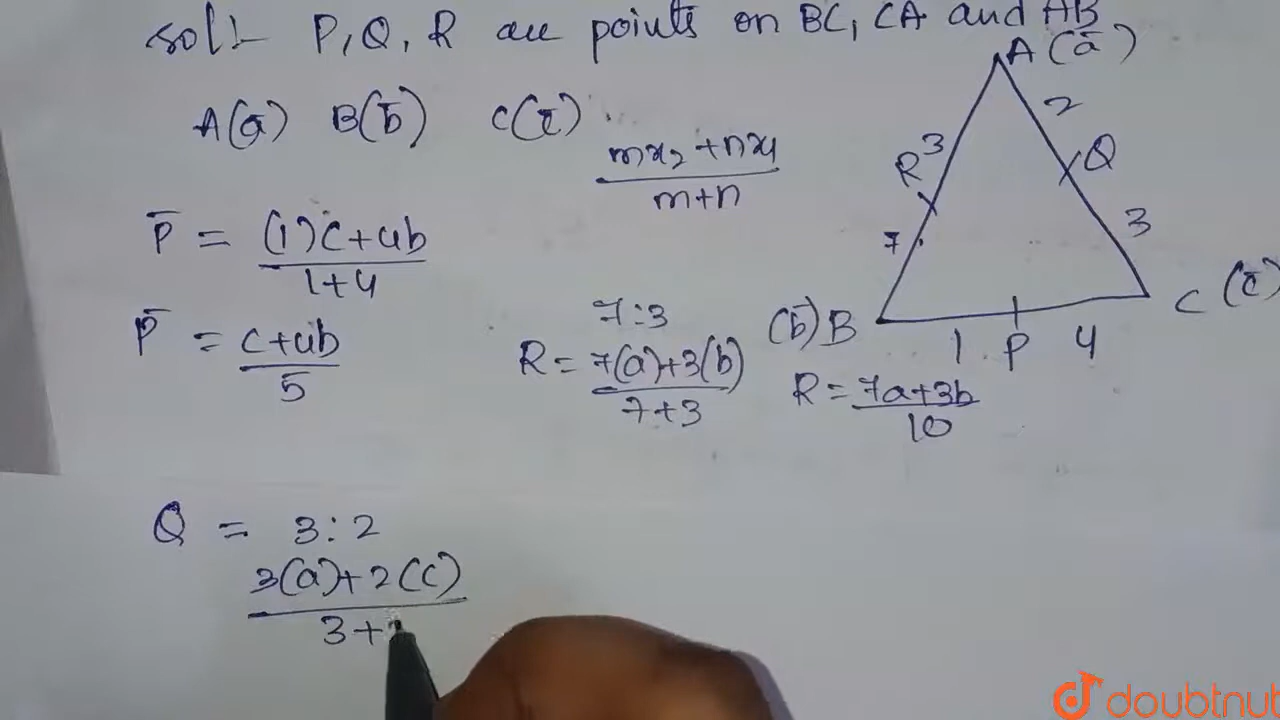 sol:- P, Q, R are points on BC, CA and AB
A(ā) B(b̄) C(c̄)
mx₂ + nx₁
m+n
P̄ = (1)c+4b
1+4
P̄ = c+4b
5
7:3
R = 7(a)+3(b)
7+3
R = 7a+3b
10
A (ā)
2
R 3
Q
7
3
(b̄) B
C (c̄)
1 P 4
Q = 3:2
3(a)+2(c)
3+
doubtnut